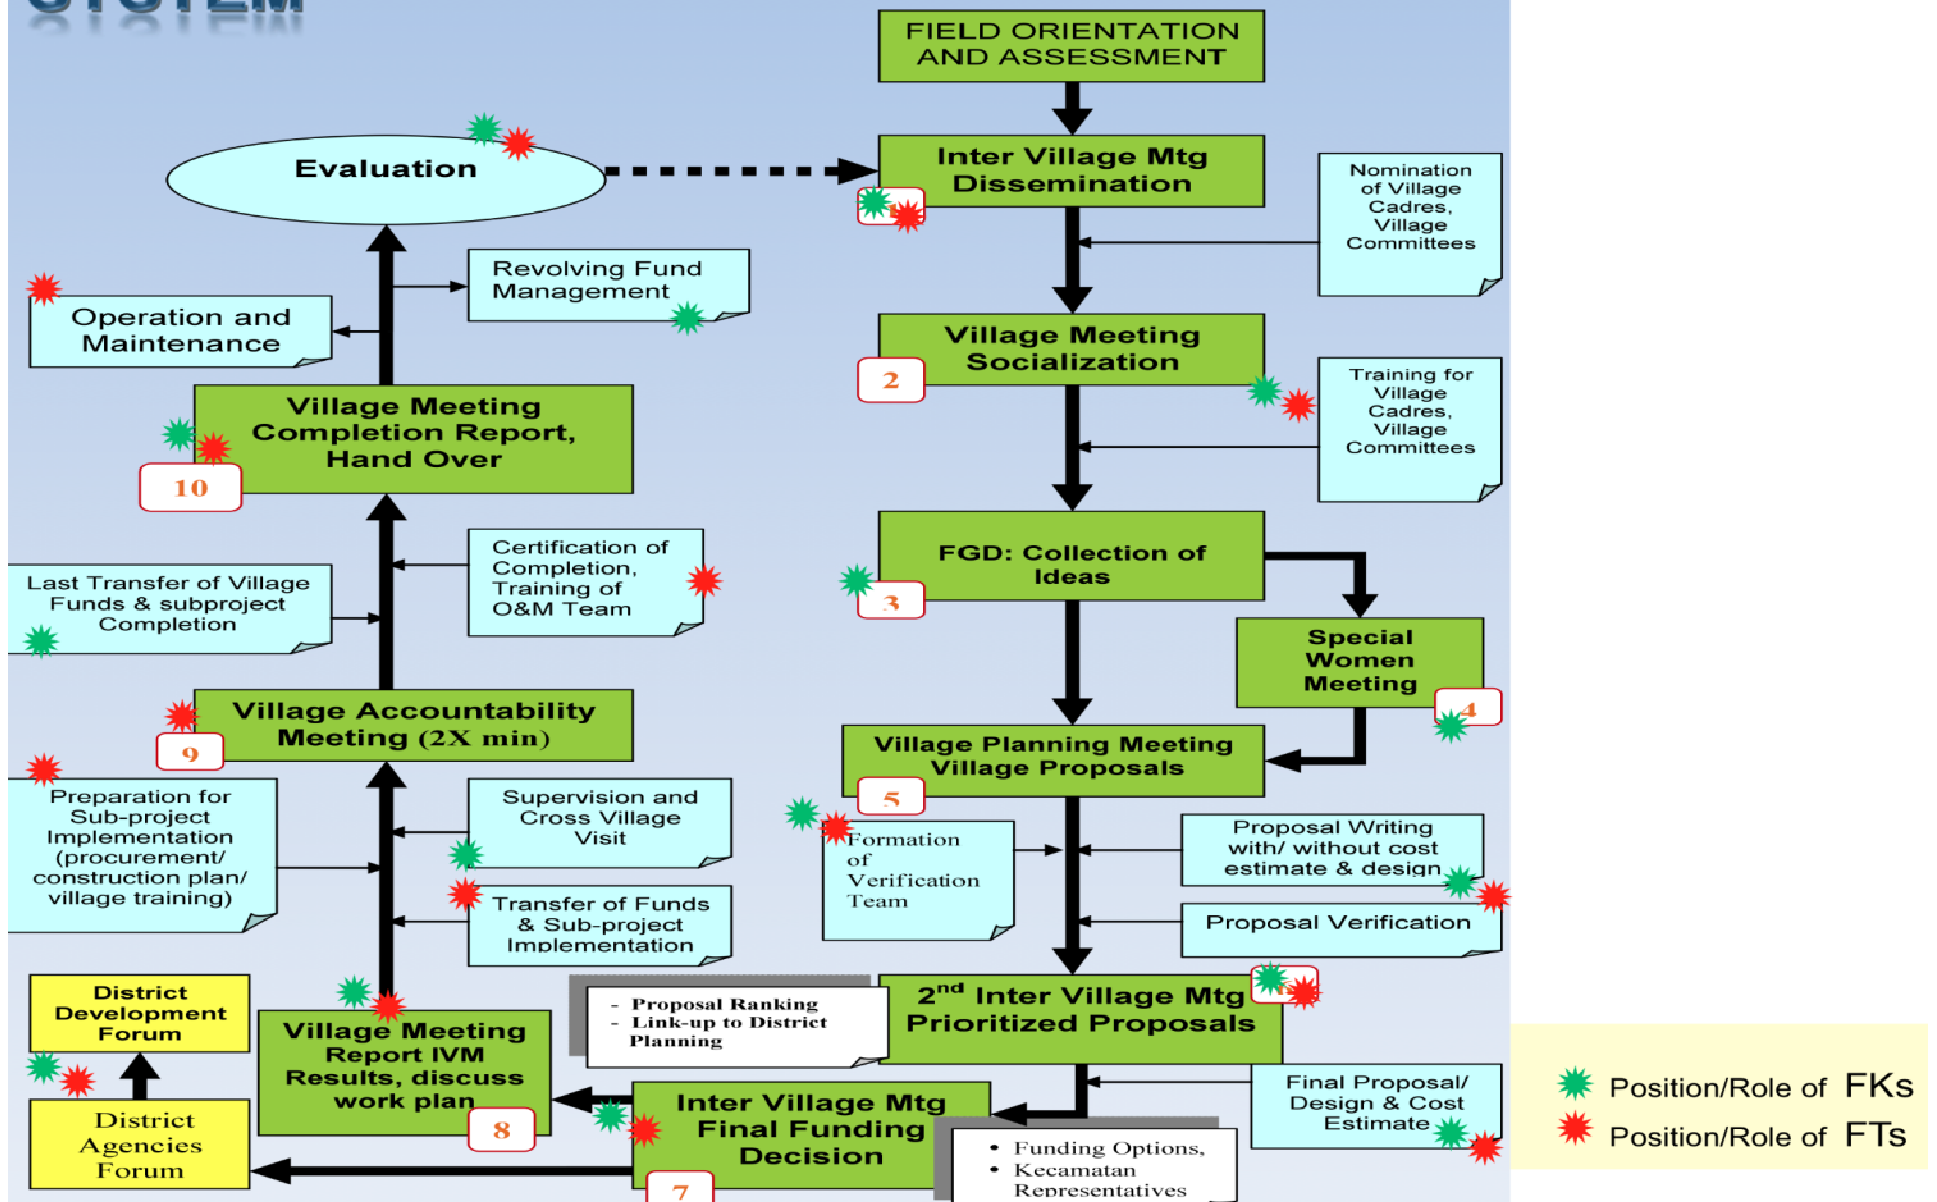 SYSTEM
FIELD ORIENTATION
AND ASSESSMENT
Inter Village Mtg
Dissemination
Nomination
of Village
Cadres,
Village
Committees
Village Meeting
Socialization
2
Training for
Village
Cadres,
Village
Committees
FGD: Collection of
Ideas
3
Special
Women
Meeting
4
Village Planning Meeting
Village Proposals
5
Formation
of
Verification
Team
Proposal Writing
with/ without cost
estimate & design
Proposal Verification
2nd Inter Village Mtg
Prioritized Proposals
- Proposal Ranking
- Link-up to District
Planning
Final Proposal/
Design & Cost
Estimate
Inter Village Mtg
Final Funding
Decision
7
• Funding Options,
• Kecamatan
Representatives
Village Meeting
Report IVM
Results, discuss
work plan
8
District
Development
Forum
District
Agencies
Forum
Preparation for
Sub-project
Implementation
(procurement/
construction plan/
village training)
Supervision and
Cross Village
Visit
Transfer of Funds
& Sub-project
Implementation
Village Accountability
Meeting (2X min)
9
Last Transfer of Village
Funds & subproject
Completion
Certification of
Completion,
Training of
O&M Team
Village Meeting
Completion Report,
Hand Over
10
Operation and
Maintenance
Revolving Fund
Management
Evaluation
Position/Role of FKs
Position/Role of FTs